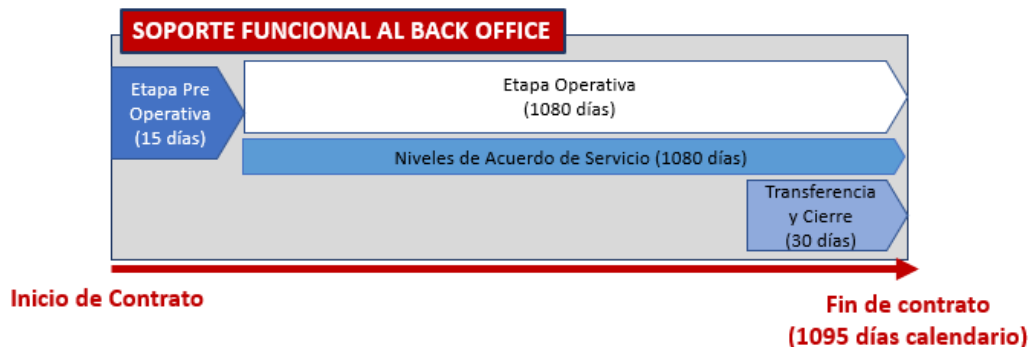 SOPORTE FUNCIONAL AL BACK OFFICE
Etapa Pre
Operativa
(15 días)
Etapa Operativa
(1080 días)
Niveles de Acuerdo de Servicio (1080 días)
Transferencia
y Cierre
(30 días)
Inicio de Contrato
Fin de contrato
(1095 días calendario)